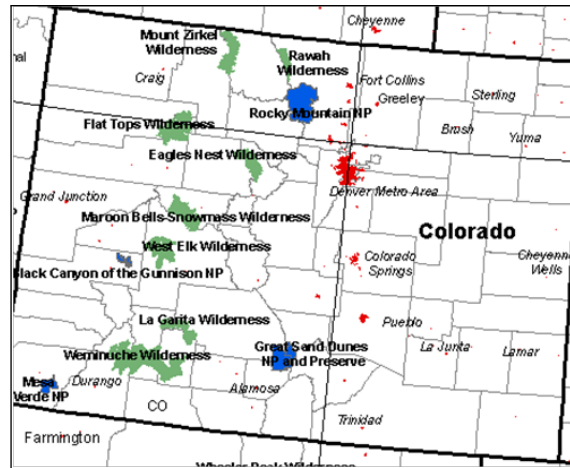 Cheyenne
Mount Zirkel
Wilderness
Rawah
Wilderness
Craig
Fort Collins
Greeley
Sterling
Rocky Mountain NP
Flat Tops Wilderness
Brush
Yuma
Eagles Nest Wilderness
Denver Metro Area
Grand Junction
Maroon Bells-Snowmass Wilderness
Colorado
West Elk Wilderness
Colorado
Springs
Cheyenne
Wells
Black Canyon of the Gunnison NP
La Garita Wilderness
Pueblo
Great Sand Dunes
NP and Preserve
La Junta
Lamar
Weminuche Wilderness
Mesa
Verde NP
Durango
Alamosa
CO
Trinidad
Farmington
Wheeler Peak Wilderness